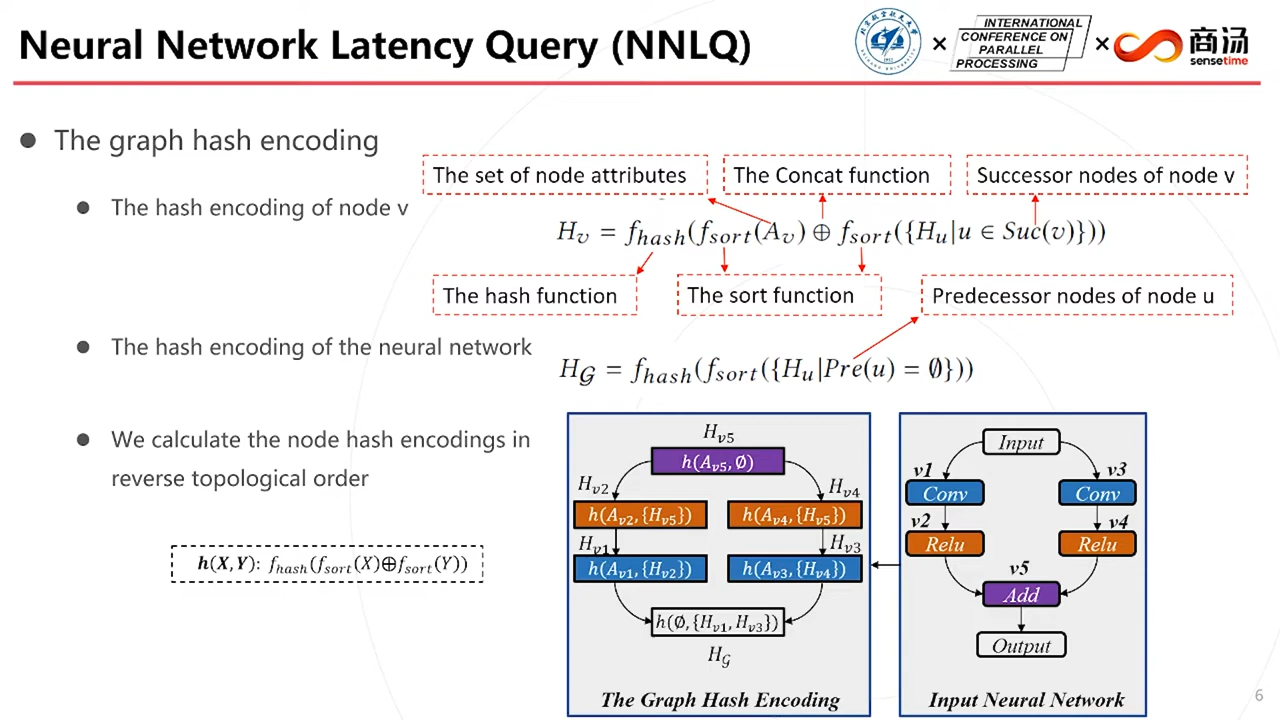 Neural Network Latency Query (NNLQ)
INTERNATIONAL
CONFERENCE ON
PARALLEL
PROCESSING
×
×
商汤
sensetime
● The graph hash encoding
The set of node attributes
The Concat function
Successor nodes of node v
● The hash encoding of node v
H_v = f_hash(f_sort(A_v) ⊕ f_sort({H_u|u ∈ Suc(v)}))
The hash function
The sort function
Predecessor nodes of node u
● The hash encoding of the neural network
H_𝒢 = f_hash(f_sort({H_u|Pre(u) = ∅}))
● We calculate the node hash encodings in
reverse topological order
h(X,Y): f_hash(f_sort(X)⊕f_sort(Y))
H_v5
h(A_v5,∅)
H_v2
H_v4
h(A_v2,{H_v5})
h(A_v4,{H_v5})
H_v1
H_v3
h(A_v1,{H_v2})
h(A_v3,{H_v4})
h(∅,{H_v1,H_v3})
H_𝒢
The Graph Hash Encoding
Input
v1
v3
Conv
Conv
v2
v4
Relu
Relu
v5
Add
Output
Input Neural Network
6